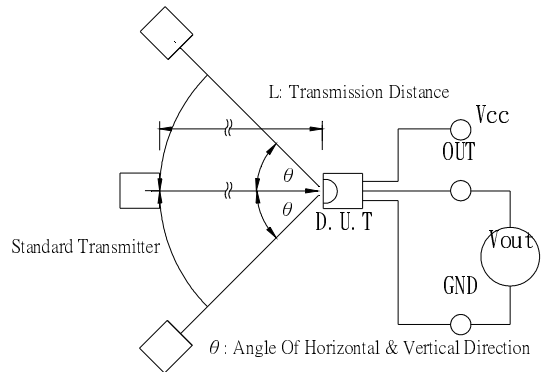 L: Transmission Distance
Vcc
OUT
θ
θ
D.U.T
Standard Transmitter
Vout
GND
θ : Angle Of Horizontal & Vertical Direction